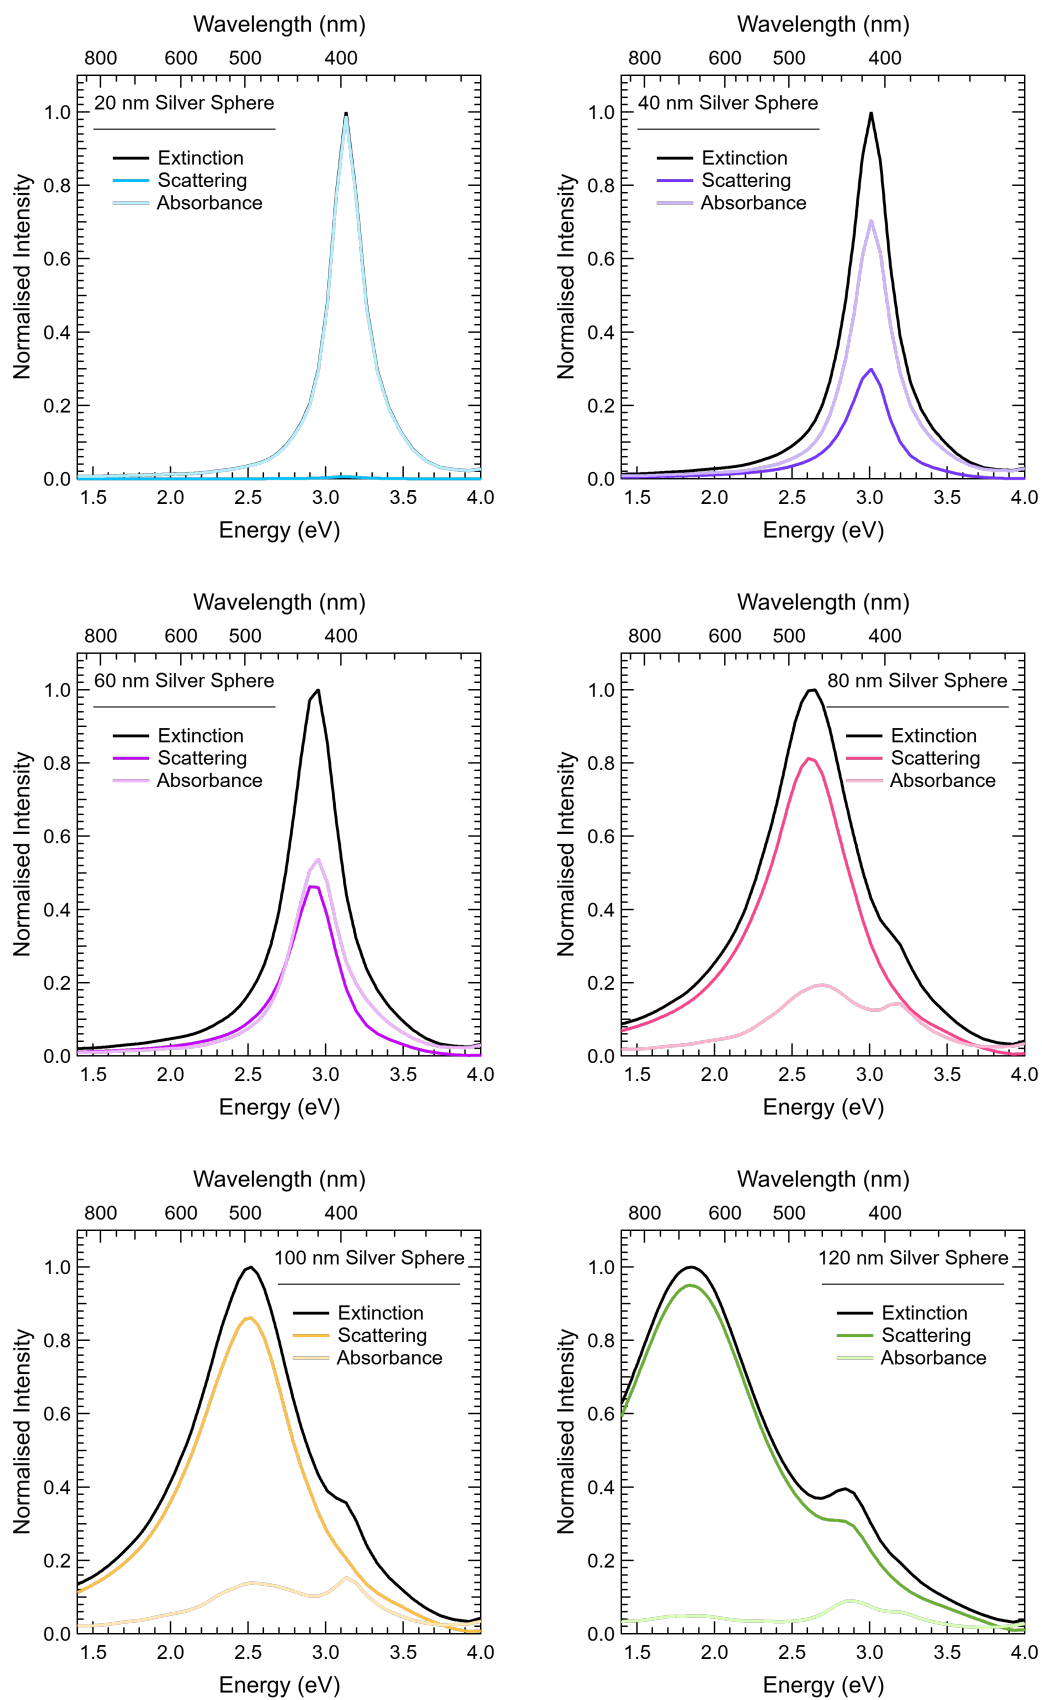 Wavelength (nm)
800 600 500 400
20 nm Silver Sphere
Extinction
Scattering
Absorbance
Normalised Intensity
1.0
0.8
0.6
0.4
0.2
0.0
1.5 2.0 2.5 3.0 3.5 4.0
Energy (eV)
Wavelength (nm)
800 600 500 400
40 nm Silver Sphere
Extinction
Scattering
Absorbance
Normalised Intensity
1.0
0.8
0.6
0.4
0.2
0.0
1.5 2.0 2.5 3.0 3.5 4.0
Energy (eV)
Wavelength (nm)
800 600 500 400
60 nm Silver Sphere
Extinction
Scattering
Absorbance
Normalised Intensity
1.0
0.8
0.6
0.4
0.2
0.0
1.5 2.0 2.5 3.0 3.5 4.0
Energy (eV)
Wavelength (nm)
800 600 500 400
80 nm Silver Sphere
Extinction
Scattering
Absorbance
Normalised Intensity
1.0
0.8
0.6
0.4
0.2
0.0
1.5 2.0 2.5 3.0 3.5 4.0
Energy (eV)
Wavelength (nm)
800 600 500 400
100 nm Silver Sphere
Extinction
Scattering
Absorbance
Normalised Intensity
1.0
0.8
0.6
0.4
0.2
0.0
1.5 2.0 2.5 3.0 3.5 4.0
Energy (eV)
Wavelength (nm)
800 600 500 400
120 nm Silver Sphere
Extinction
Scattering
Absorbance
Normalised Intensity
1.0
0.8
0.6
0.4
0.2
0.0
1.5 2.0 2.5 3.0 3.5 4.0
Energy (eV)